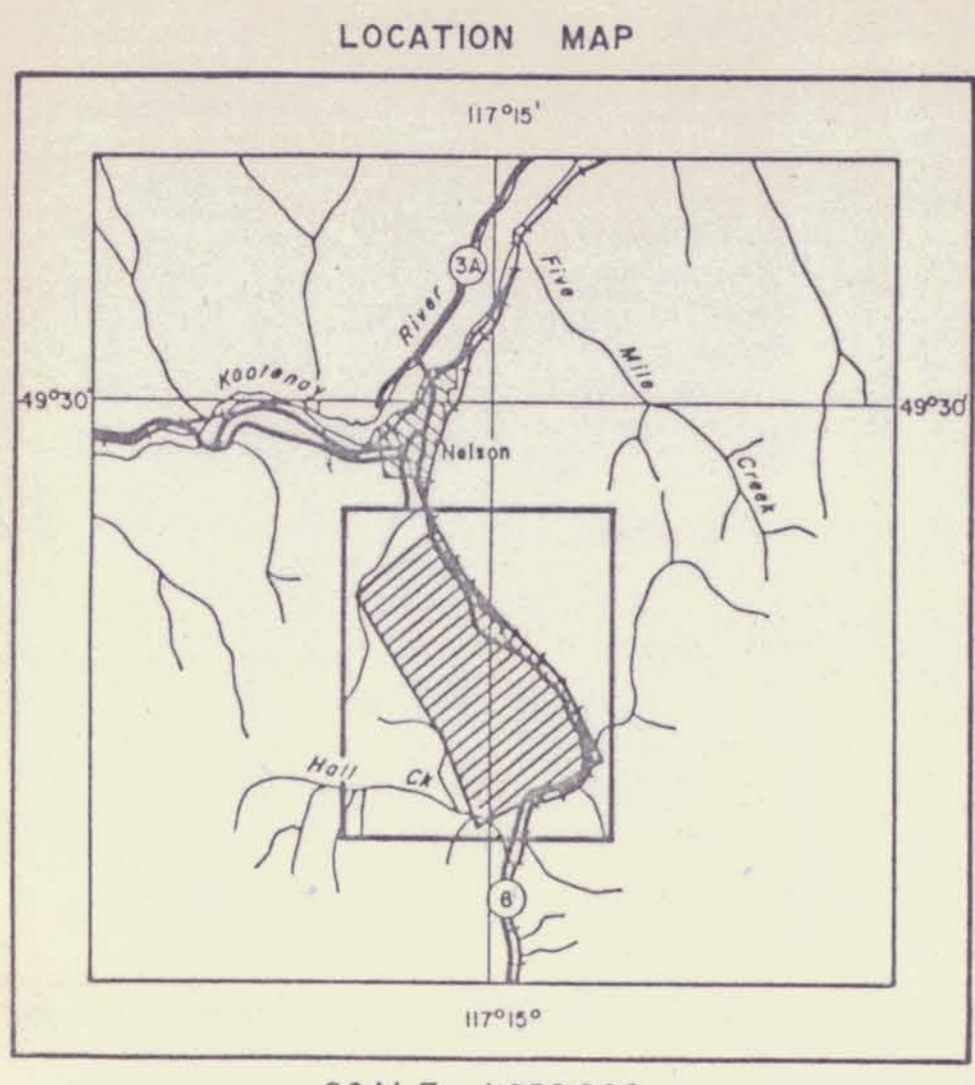 LOCATION MAP
117°15'
3A
River
Five
Mile
Kootenay
49°30'
49°30'
Nelson
Creek
Hall Ck
6
117°15°